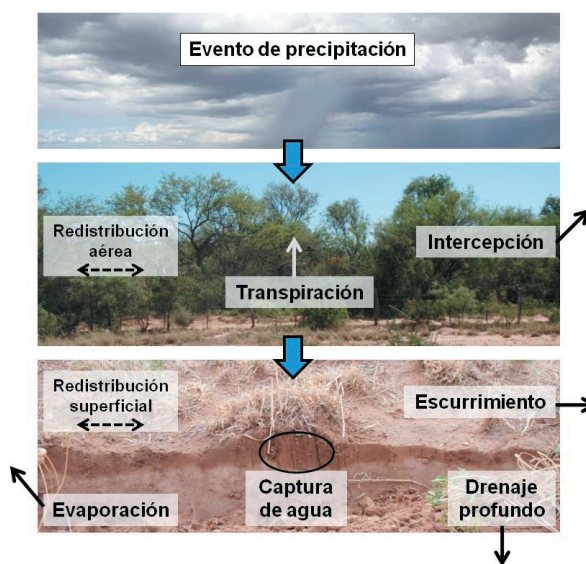 Evento de precipitación
Redistribución
aérea
Intercepción
Transpiración
Redistribución
superficial
Escurrimiento
Evaporación
Captura
de agua
Drenaje
profundo